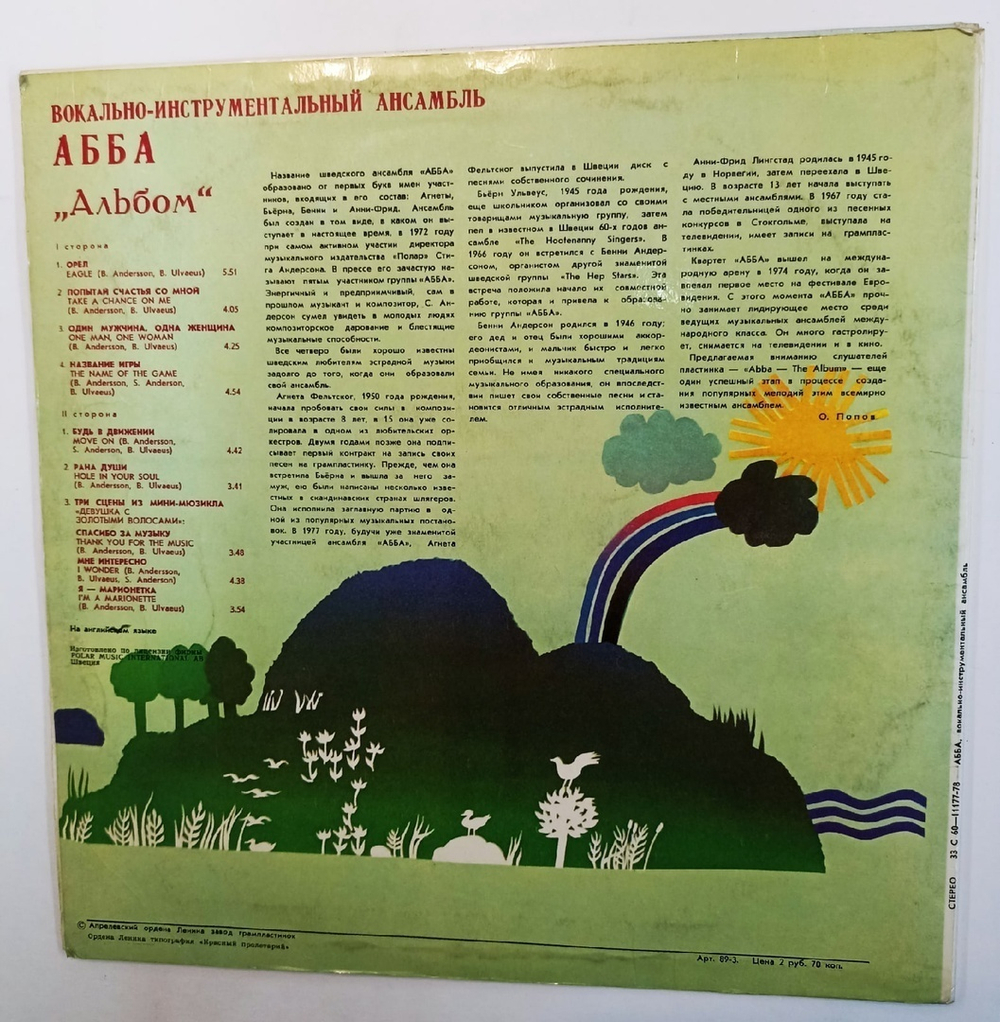 ВОКАЛЬНО-ИНСТРУМЕНТАЛЬНЫЙ АНСАМБЛЬ
АББА
„Альбом“
I сторона
1. ОРЕЛ
EAGLE (B. Andersson, B. Ulvaeus) 5.51
2 ПОПЫТАЙ СЧАСТЬЯ СО МНОЙ
TAKE A CHANCE ON ME
(B. Andersson, B. Ulvaeus) 4.05
3. ОДИН МУЖЧИНА, ОДНА ЖЕНЩИНА
ONE MAN, ONE WOMAN
(B. Andersson, B. Ulvaeus) 4.25
4. НАЗВАНИЕ ИГРЫ
THE NAME OF THE GAME
(B. Andersson, S. Anderson,
B. Ulvaeus) 4.54
II сторона
1. БУДЬ В ДВИЖЕНИИ
MOVE ON (B. Andersson,
S. Anderson, B. Ulvaeus) 4.42
2. РАНА ДУШИ
HOLE IN YOUR SOUL
(B. Andersson, B. Ulvaeus) 3.41
3. ТРИ СЦЕНЫ ИЗ МИНИ-МЮЗИКЛА
«ДЕВУШКА С
ЗОЛОТЫМИ ВОЛОСАМИ»:
СПАСИБО ЗА МУЗЫКУ
THANK YOU FOR THE MUSIC
(B. Andersson, B. Ulvaeus) 3.48
МНЕ ИНТЕРЕСНО
I WONDER (B. Andersson,
B. Ulvaeus, S. Anderson) 4.38
Я — МАРИОНЕТКА
I'M A MARIONETTE
(B. Andersson, B. Ulvaeus) 3.54
На английском языке
Изготовлено по лицензии фирмы
POLAR MUSIC INTERNATIONAL AB
Швеция
Название шведского ансамбля «АББА»
образовано от первых букв имен участ-
ников, входящих в его состав: Агнеты,
Бьёрна, Бенни и Анни-Фрид. Ансамбль
был создан в том виде, в каком он вы-
ступает в настоящее время, в 1972 году
при самом активном участии директора
музыкального издательства «Полар» Сти-
га Андерсона. В прессе его зачастую на-
зывают пятым участником группы «АББА».
Энергичный и предприимчивый, сам в
прошлом музыкант и композитор, С. Ан-
дерсон сумел увидеть в молодых людях
композиторское дарование и блестящие
музыкальные способности.
Все четверо были хорошо известны
шведским любителям эстрадной музыки
задолго до того, когда они образовали
свой ансамбль.
Агнета Фельтског, 1950 года рождения,
начала пробовать свои силы в компози-
ции в возрасте 8 лет, в 15 она уже со-
лировала в одном из любительских ор-
кестров. Двумя годами позже она подпи-
сывает первый контракт на запись своих
песен на грампластинку. Прежде, чем она
встретила Бьёрна и вышла за него за-
муж, ею были написаны несколько извест-
стных в скандинавских странах шлягеров.
Она исполнила заглавную партию в од-
ной из популярных музыкальных постано-
вок. В 1977 году, будучи уже знаменитой
участницей ансамбля «АББА», Агнета
Фельтског выпустила в Швеции диск с
песнями собственного сочинения.
Бьёрн Ульвеус, 1945 года рождения,
еще школьником организовал со своими
товарищами музыкальную группу, затем
пел в известном в Швеции 60-х годов ан-
самбле «The Hootenanny Singers». В
1966 году он встречился с Бенни Андер-
соном, органистом другой знаменитой
шведской группы «The Hep Stars». Эта
встреча положила начало их совместной
работе, которая и привела к образова-
нию группы «АББА».
Бенни Андерсон родился в 1946 году;
его дед и отец были хорошими аккор-
деонистами, и мальчик быстро и легко
приобщился к музыкальным традициям
семьи. Не имея никакого специального
музыкального образования, он впоследст-
вии пишет свои собственные песни и ста-
новится отличным эстрадным исполните-
лем.
Анни-Фрид Лингстад родилась в 1945 го-
ду в Норвегии, затем переехала в Шве-
цию. В возрасте 13 лет начала выступать
с местными ансамблями. В 1967 году ста-
ла победительницей одного из песенных
конкурсов в Стокгольме, выступала на
телевидении, имеет записи на грамплас-
тинках.
Квартет «АББА» вышел на междуна-
родную арену в 1974 году, когда он за-
воевал первое место на фестивале Евро-
видения. С этого момента «АББА» проч-
но занимает лидирующее место среди
ведущих музыкальных ансамблей между-
народного класса. Он много гастролиру-
ет, снимается на телевидении и в кино.
Предлагаемая вниманию слушателей
пластинка — «Abba — The Album» — еще
один успешный этап в процессе созда-
ния популярных мелодий этим всемирно
известным ансамблем.
О. Попов
СТЕРЕО 33 С 60—11177-78 АББА, вокально-инструментальный ансамбль
© Апрелевский ордена Ленина завод грампластинок
Ордена Ленина типография «Красный пролетарий»
Арт. 89-3. Цена 2 руб. 70 коп.